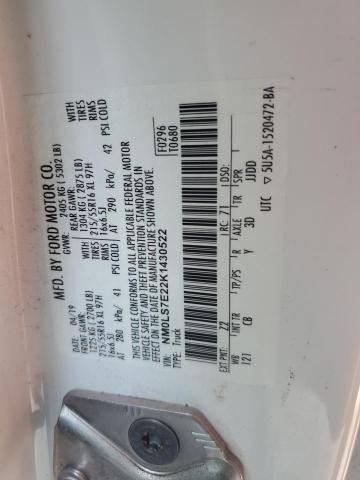 MFD. BY FORD MOTOR CO.
04/19 GVWR: 2405 KG ( 5302 LB)
FRONT GAWR: REAR GAWR:
1225 KG ( 2700 LB) WITH 1304 KG ( 2875 LB) WITH
215/55R16 XL 97H TIRES 215/55R16 XL 97H TIRES
16x6.5J RIMS 16x6.5J RIMS
AT 280 kPa/ 41 PSI COLD AT 290 kPa/ 42 PSI COLD
THIS VEHICLE CONFORMS TO ALL APPLICABLE FEDERAL MOTOR
VEHICLE SAFETY AND THEFT PREVENTION STANDARDS IN EFFECT ON
THE DATE OF MANUFACTURE SHOWN ABOVE.
VIN: NM0LS7E22K1430522 F0296
TYPE: Truck T0680
EXT PNT: ZZ RC: 71 DSO:
WB INT TR TP/PS R AXLE TR SPR
121 CB Y 3D JJDD
UTC ▽ 5U5A-1520472-BA